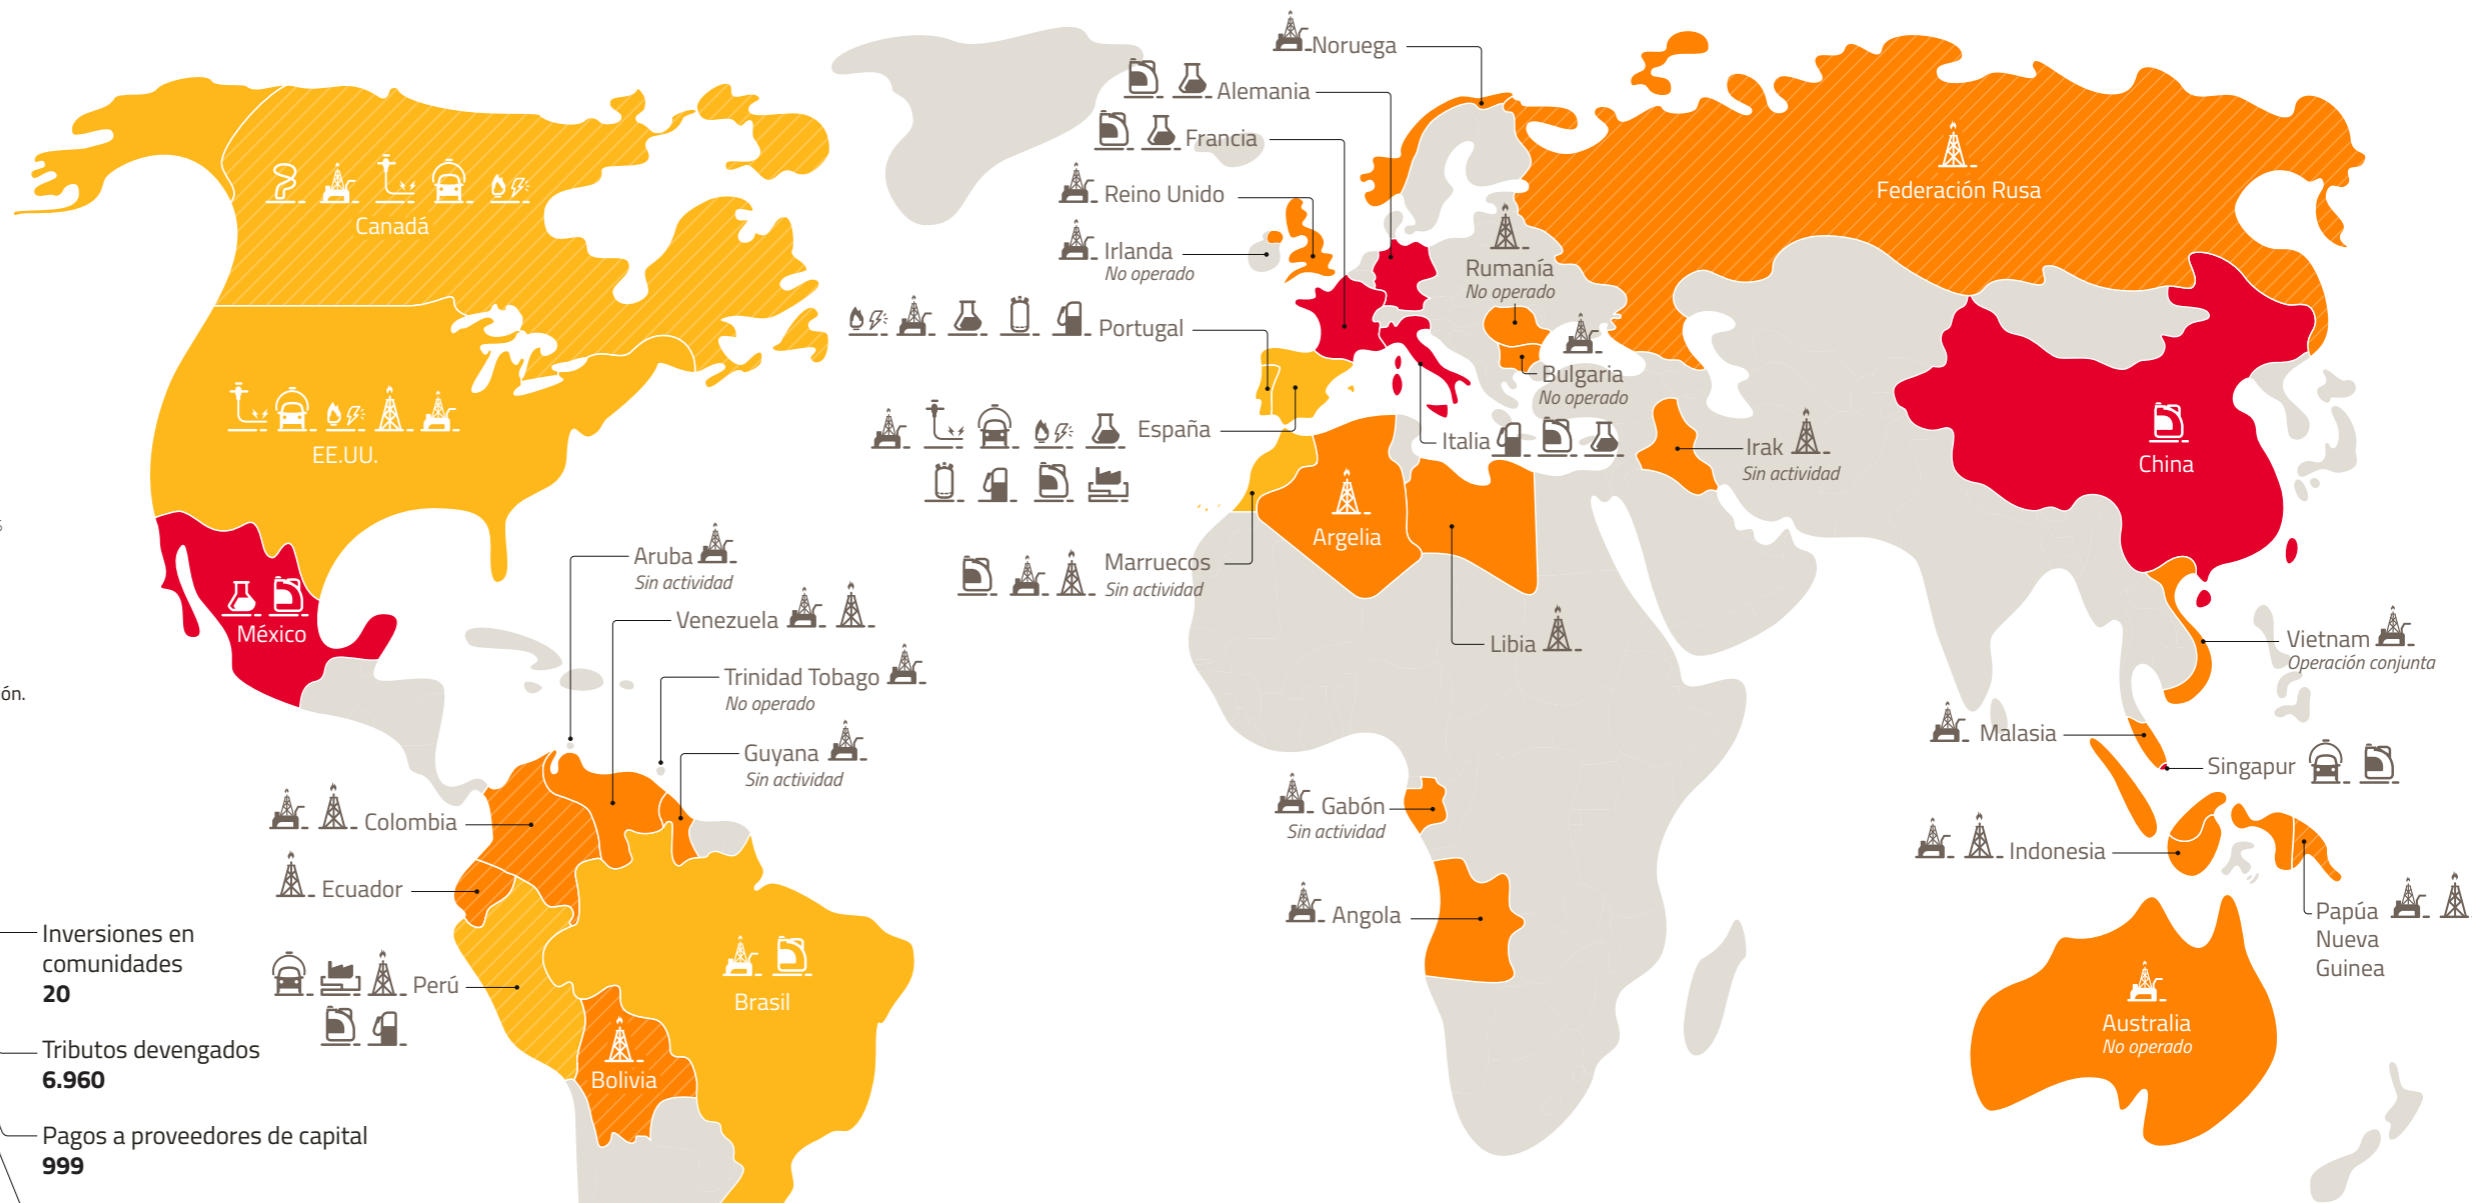 Noruega
Alemania
Francia
Reino Unido
Irlanda
No operado
Portugal
España
Marruecos
Sin actividad
Canadá
EE.UU.
México
Aruba
Sin actividad
Venezuela
Trinidad Tobago
No operado
Guyana
Sin actividad
Colombia
Ecuador
Perú
Brasil
Bolivia
Rumanía
No operado
Bulgaria
No operado
Italia
Irak
Sin actividad
Argelia
Libia
Gabón
Sin actividad
Angola
Federación Rusa
China
Vietnam
Operación conjunta
Malasia
Singapur
Indonesia
Papúa
Nueva
Guinea
Australia
No operado
ón.
Inversiones en
comunidades
20
Tributos devengados
6.960
Pagos a proveedores de capital
999